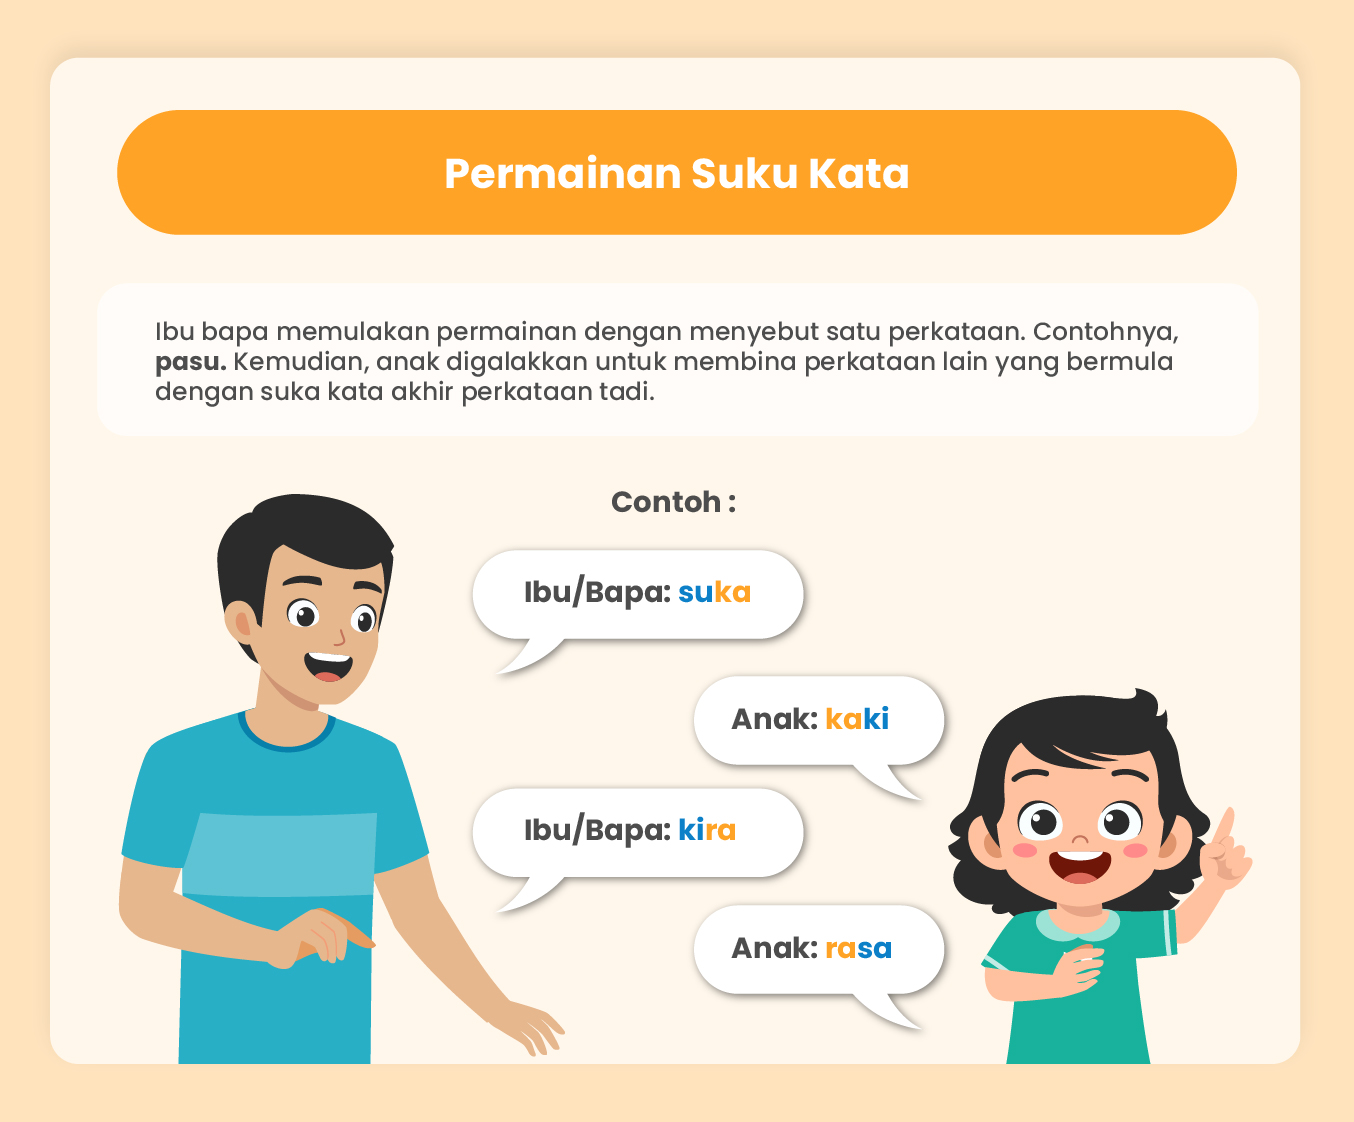 Permainan Suku Kata
Ibu bapa memulakan permainan dengan menyebut satu perkataan. Contohnya,
pasu. Kemudian, anak digalakkan untuk membina perkataan lain yang bermula
dengan suka kata akhir perkataan tadi.
Contoh :
Ibu/Bapa: suka
Anak: kaki
Ibu/Bapa: kira
Anak: rasa